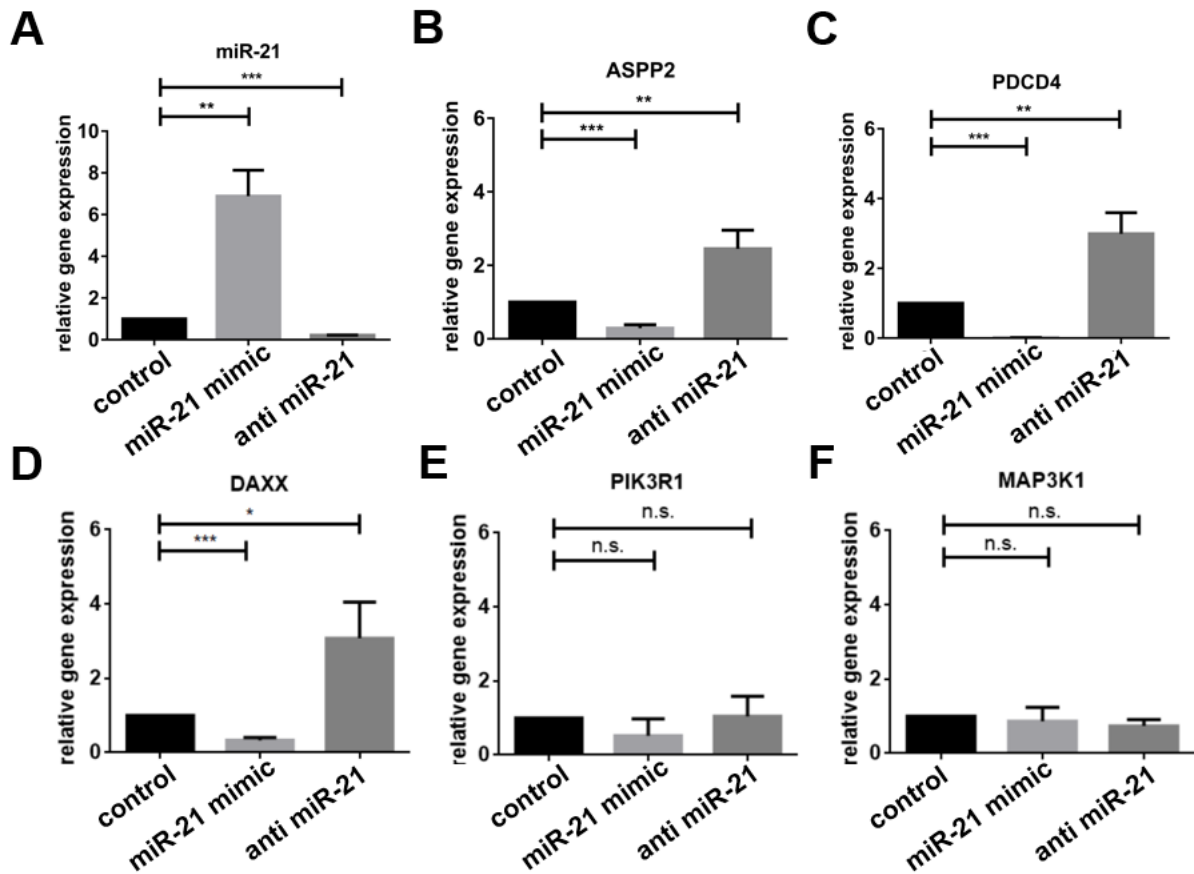 A
miR-21
***
**
relative gene expression
10
8
6
4
2
0
control
miR-21 mimic
anti miR-21
B
ASPP2
**
***
relative gene expression
6
4
2
0
control
miR-21 mimic
anti miR-21
C
PDCD4
**
***
relative gene expression
6
4
2
0
control
miR-21 mimic
anti miR-21
D
DAXX
*
***
relative gene expression
6
4
2
0
control
miR-21 mimic
anti miR-21
E
PIK3R1
n.s.
n.s.
relative gene expression
6
4
2
0
control
miR-21 mimic
anti miR-21
F
MAP3K1
n.s.
n.s.
relative gene expression
6
4
2
0
control
miR-21 mimic
anti miR-21